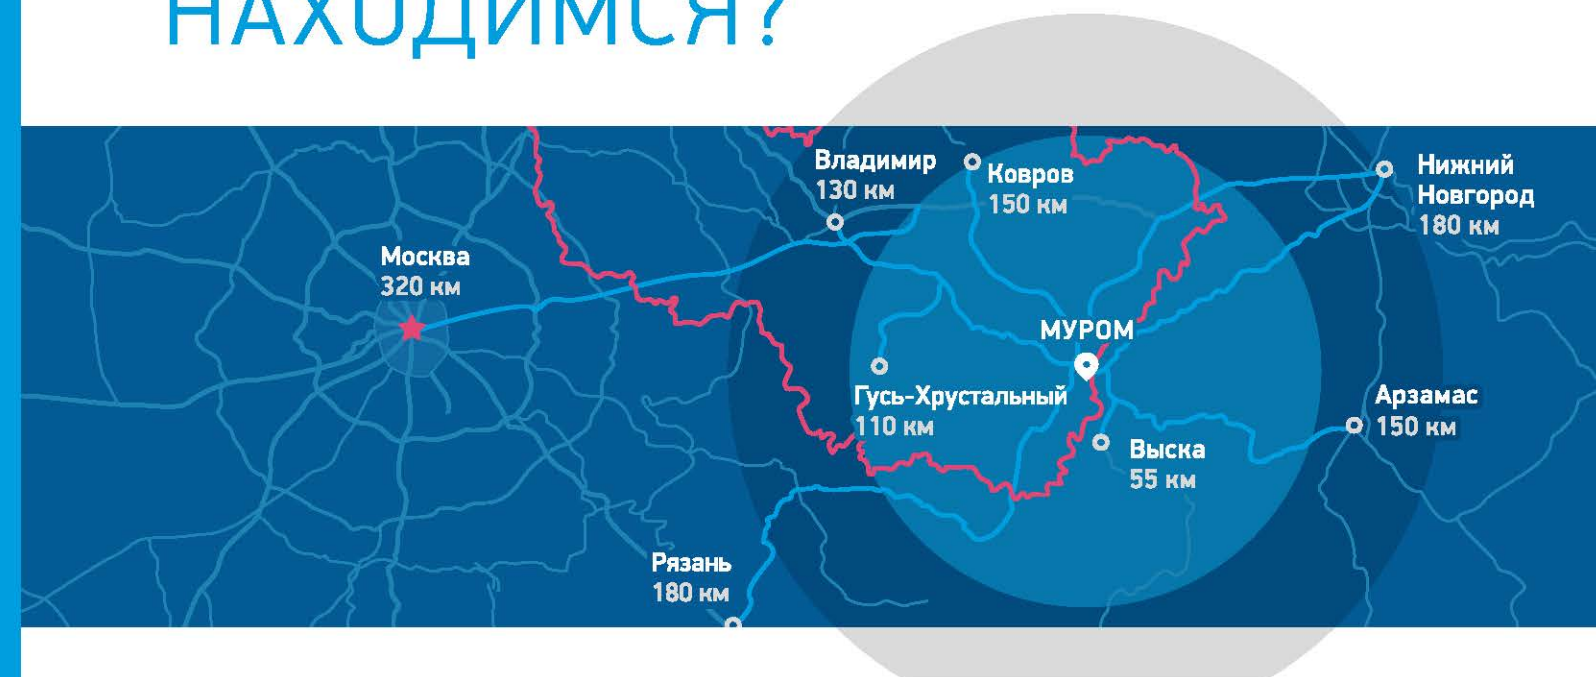 НАХОДИМСЯ?
Владимир
130 км
Ковров
150 км
Нижний
Новгород
180 км
Москва
320 км
МУРОМ
Гусь-Хрустальный
110 км
Арзамас
150 км
Выска
55 км
Рязань
180 км